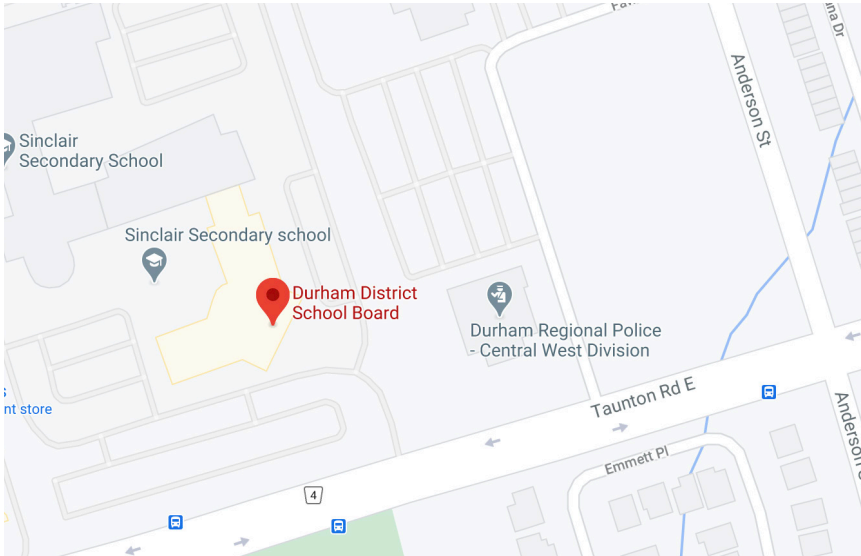 Anderson St
Sinclair
Secondary School
Sinclair Secondary school
Durham District
School Board
Durham Regional Police
- Central West Division
Taunton Rd E
nt store
Emmett Pl
4